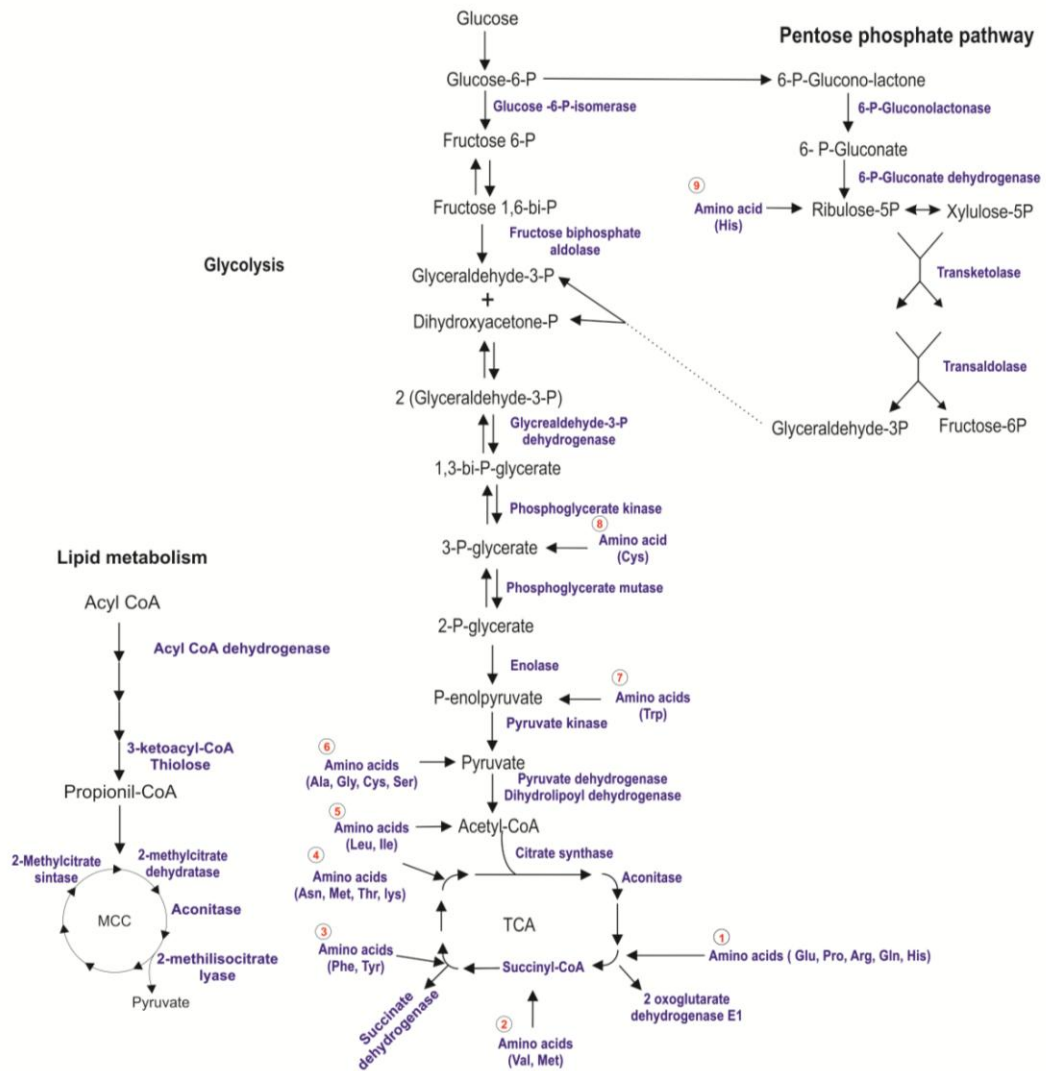 Glucose
Pentose phosphate pathway
Glucose-6-P
6-P-Glucono-lactone
Glucose -6-P-isomerase
6-P-Gluconolactonase
Fructose 6-P
6- P-Gluconate
6-P-Gluconate dehydrogenase
9
Amino acid
(His)
Ribulose-5P
Xylulose-5P
Fructose 1,6-bi-P
Fructose biphosphate
aldolase
Glycolysis
Transketolase
Glyceraldehyde-3-P
+
Dihydroxyacetone-P
Transaldolase
2 (Glyceraldehyde-3-P)
Glycrealdehyde-3-P
dehydrogenase
Glyceraldehyde-3P
Fructose-6P
1,3-bi-P-glycerate
Phosphoglycerate kinase
8
Amino acid
(Cys)
3-P-glycerate
Phosphoglycerate mutase
2-P-glycerate
Enolase
7
Amino acids
(Trp)
P-enolpyruvate
Pyruvate kinase
6
Amino acids
(Ala, Gly, Cys, Ser)
Pyruvate
Pyruvate dehydrogenase
Dihydrolipoyl dehydrogenase
5
Amino acids
(Leu, Ile)
Acetyl-CoA
Citrate synthase
4
Amino acids
(Asn, Met, Thr, lys)
Aconitase
TCA
3
Amino acids
(Phe, Tyr)
1
Amino acids ( Glu, Pro, Arg, Gln, His)
Succinyl-CoA
2 oxoglutarate
dehydrogenase E1
Succinate
dehydrogenase
2
Amino acids
(Val, Met)
Lipid metabolism
Acyl CoA
Acyl CoA dehydrogenase
3-ketoacyl-CoA
Thiolose
Propionil-CoA
2-Methylcitrate
sintase
2-methylcitrate
dehydratase
Aconitase
MCC
2-methilisocitrate
lyase
Pyruvate